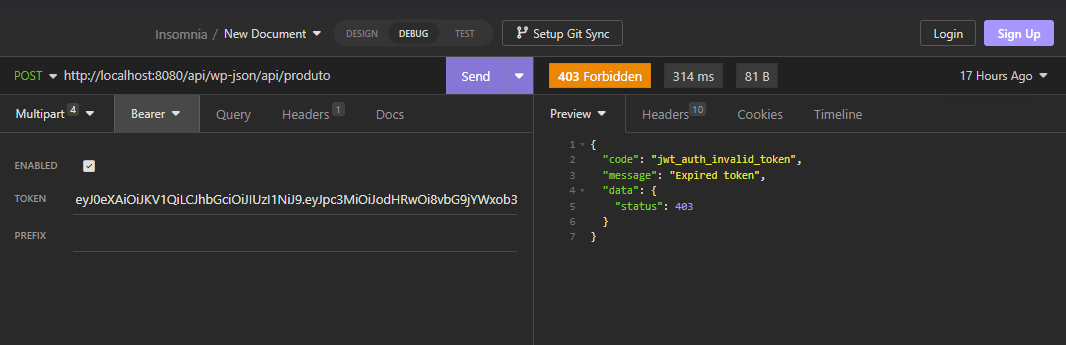 Insomnia / New Document DESIGN DEBUG TEST Setup Git Sync Login Sign Up
POST http://localhost:8080/api/wp-json/api/produto Send 403 Forbidden 314 ms 81 B 17 Hours Ago
Multipart 4 Bearer Query Headers 1 Docs Preview Headers 10 Cookies Timeline
ENABLED
TOKEN eyJ0eXAiOiJKV1QiLCJhbGciOiJIUzI1NiJ9.eyJpc3MiOiJodHRwOi8vbG9jYWxob3
PREFIX
1 {
2 "code": "jwt_auth_invalid_token",
3 "message": "Expired token",
4 "data": {
5 "status": 403
6 }
7 }